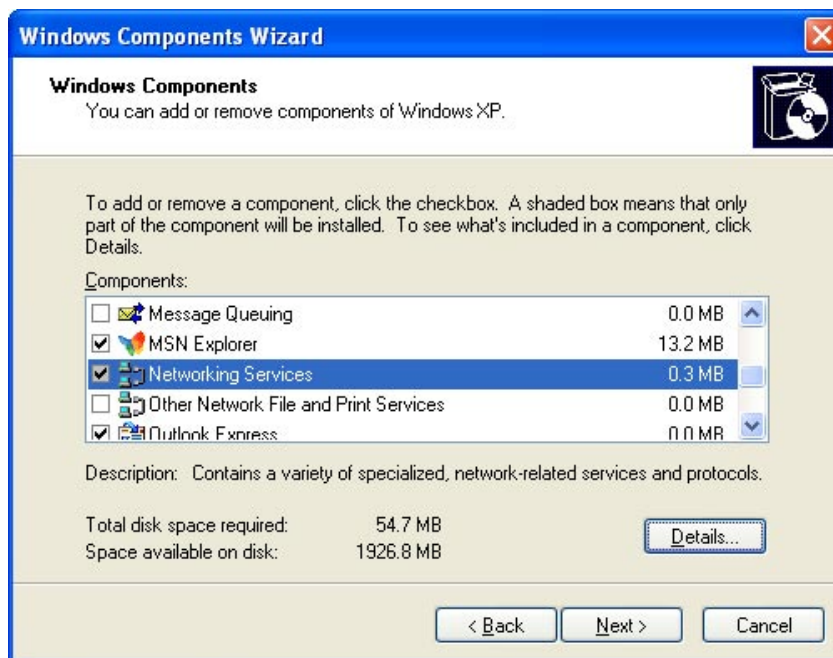 Windows Components Wizard
Windows Components
You can add or remove components of Windows XP.
To add or remove a component, click the checkbox. A shaded box means that only
part of the component will be installed. To see what's included in a component, click
Details.
Components:
Message Queuing 0.0 MB
MSN Explorer 13.2 MB
Networking Services 0.3 MB
Other Network File and Print Services 0.0 MB
Outlook Express 0.0 MB
Description: Contains a variety of specialized, network-related services and protocols.
Total disk space required: 54.7 MB
Space available on disk: 1926.8 MB
Details...
< Back Next > Cancel